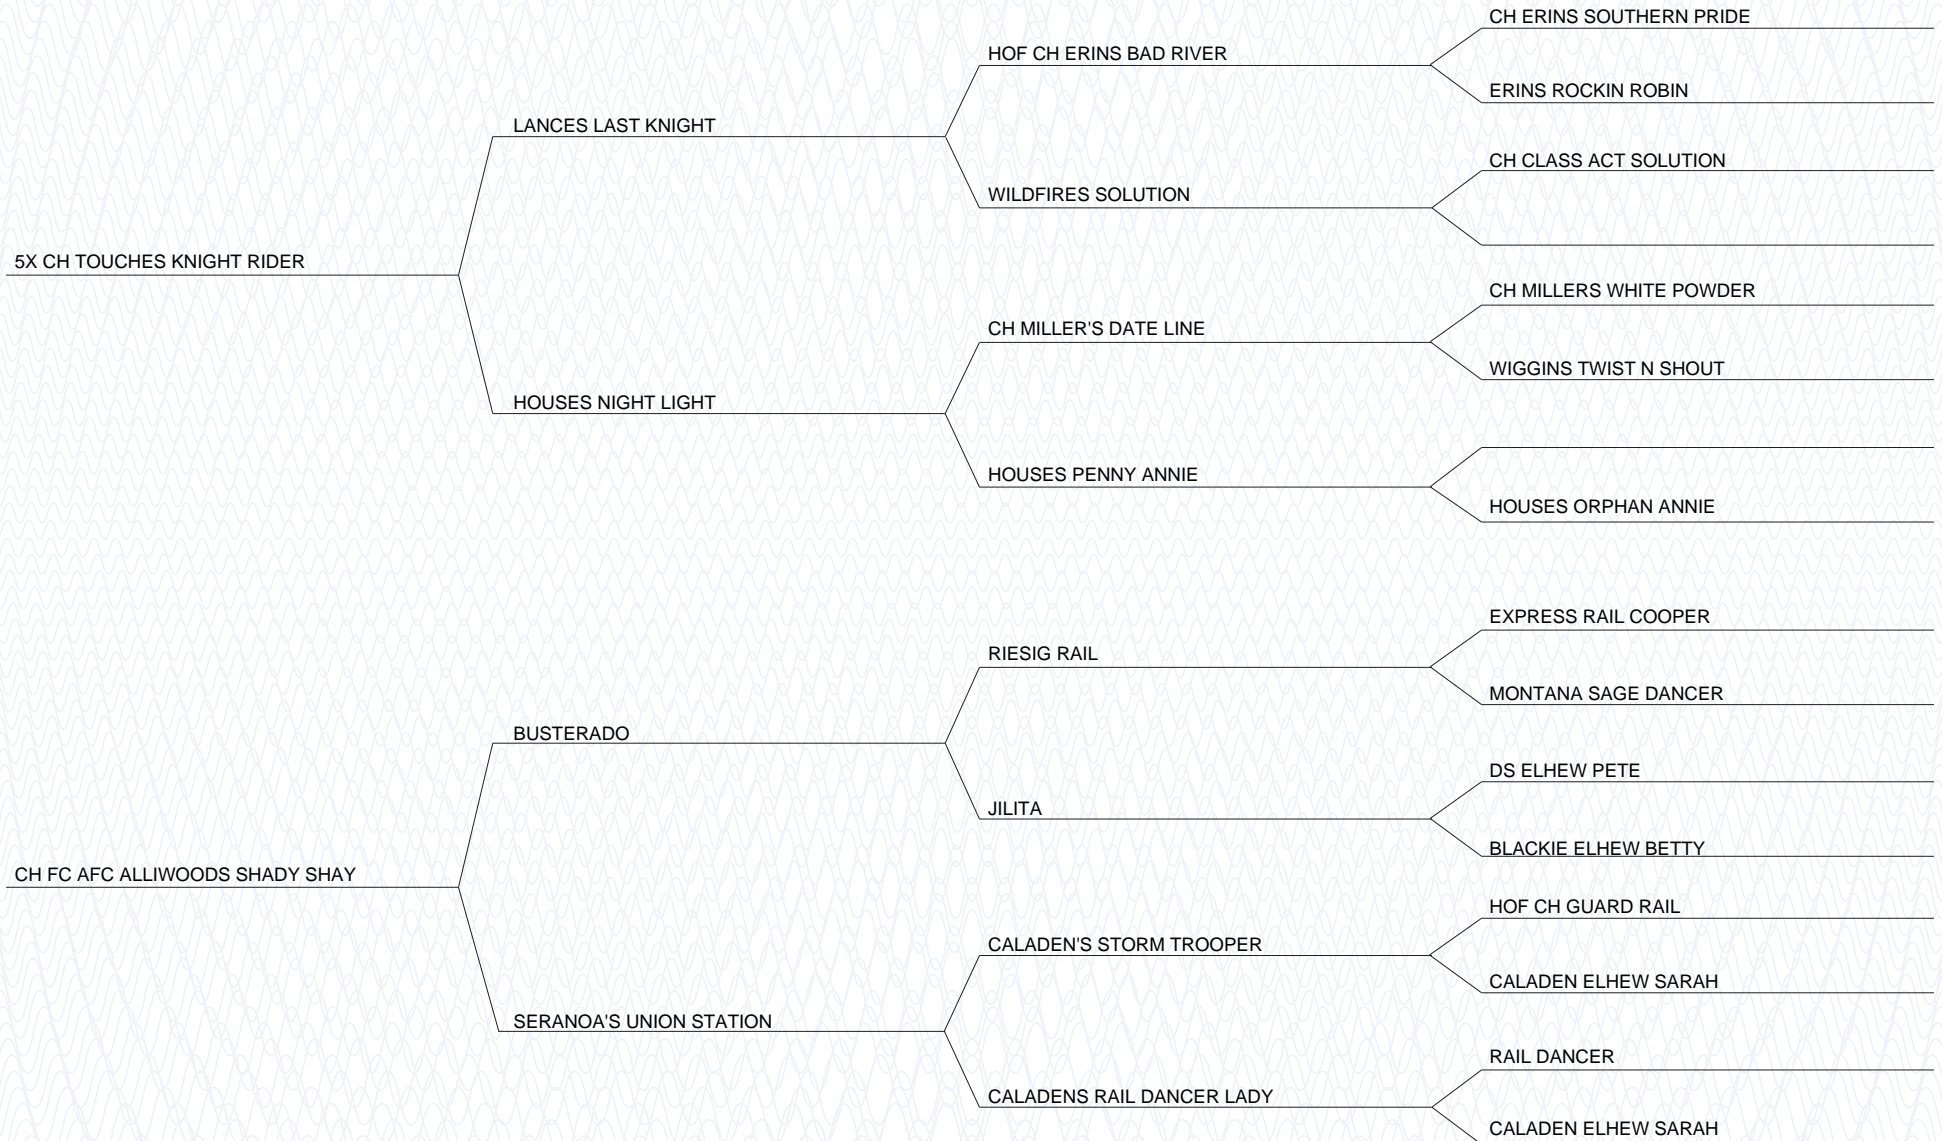 CH ERINS SOUTHERN PRIDE
HOF CH ERINS BAD RIVER
ERINS ROCKIN ROBIN
LANCES LAST KNIGHT
CH CLASS ACT SOLUTION
WILDFIRES SOLUTION
5X CH TOUCHES KNIGHT RIDER
CH MILLERS WHITE POWDER
CH MILLER'S DATE LINE
WIGGINS TWIST N SHOUT
HOUSES NIGHT LIGHT
HOUSES PENNY ANNIE
HOUSES ORPHAN ANNIE
EXPRESS RAIL COOPER
RIESIG RAIL
MONTANA SAGE DANCER
BUSTERADO
DS ELHEW PETE
JILITA
BLACKIE ELHEW BETTY
CH FC AFC ALLIWOODS SHADY SHAY
HOF CH GUARD RAIL
CALADEN'S STORM TROOPER
CALADEN ELHEW SARAH
SERANOA'S UNION STATION
RAIL DANCER
CALADENS RAIL DANCER LADY
CALADEN ELHEW SARAH